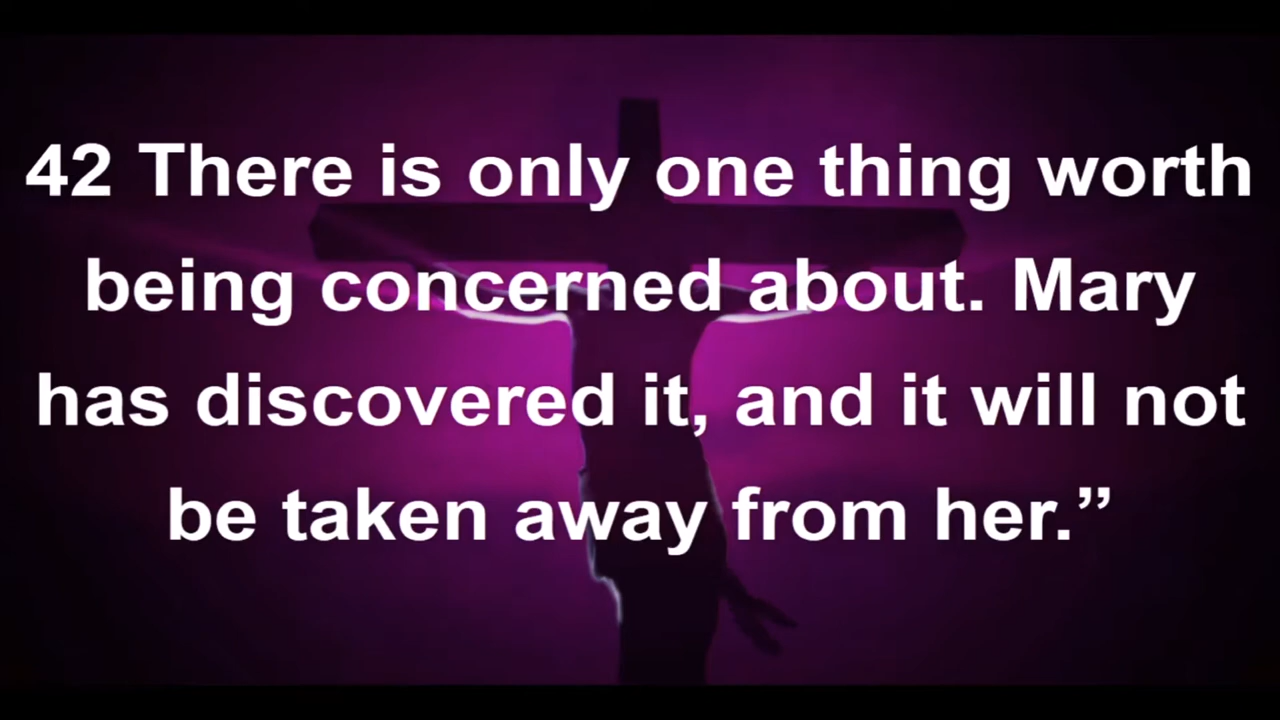 42 There is only one thing worth
being concerned about. Mary
has discovered it, and it will not
be taken away from her.”